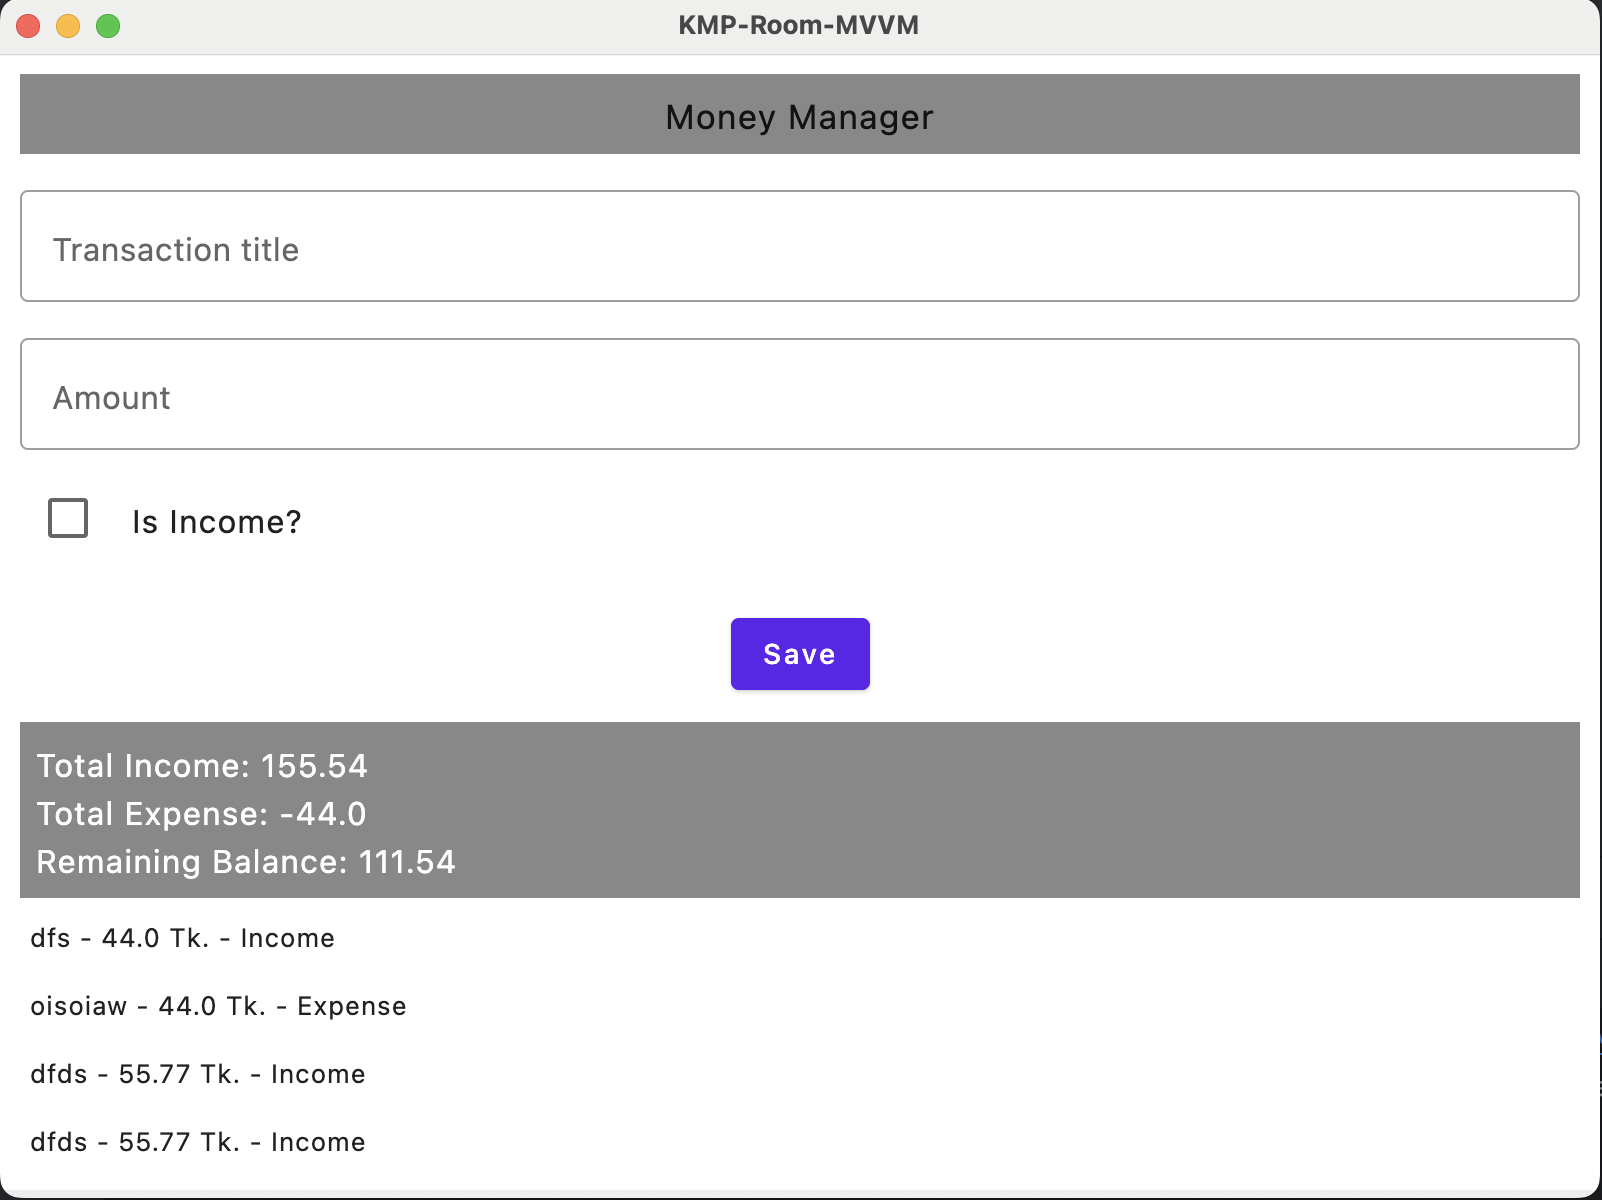 KMP-Room-MVVM
Money Manager
Transaction title
Amount
Is Income?
Save
Total Income: 155.54
Total Expense: -44.0
Remaining Balance: 111.54
dfs - 44.0 Tk. - Income
oisoiaw - 44.0 Tk. - Expense
dfds - 55.77 Tk. - Income
dfds - 55.77 Tk. - Income